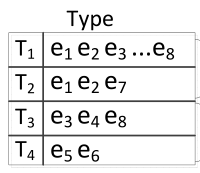 Type
T₁ e₁ e₂ e₃ ...e₈
T₂ e₁ e₂ e₇
T₃ e₃ e₄ e₈
T₄ e₅ e₆